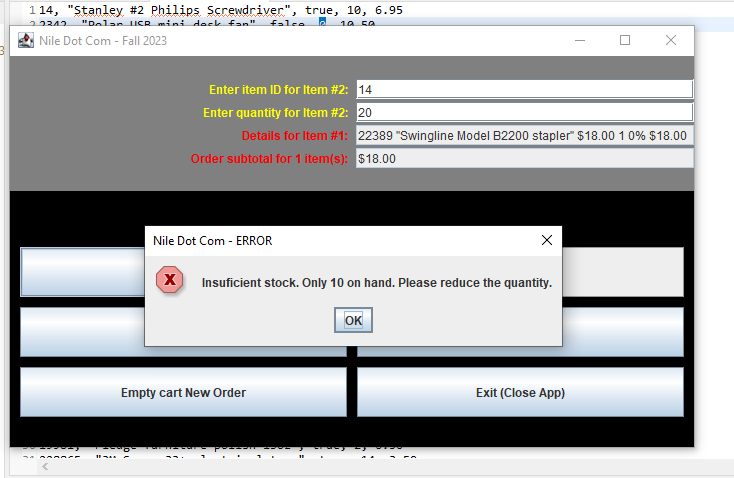 1 14, "Stanley #2 Philips Screwdriver", true, 10, 6.95
2 2342, "Polar USB mini desk fan", false, 0, 10.50
Nile Dot Com - Fall 2023
Enter item ID for Item #2: 14
Enter quantity for Item #2: 20
Details for Item #1: 22389 "Swingline Model B2200 stapler" $18.00 1 0% $18.00
Order subtotal for 1 item(s): $18.00
Nile Dot Com - ERROR
Insuficient stock. Only 10 on hand. Please reduce the quantity.
OK
Empty cart New Order
Exit (Close App)